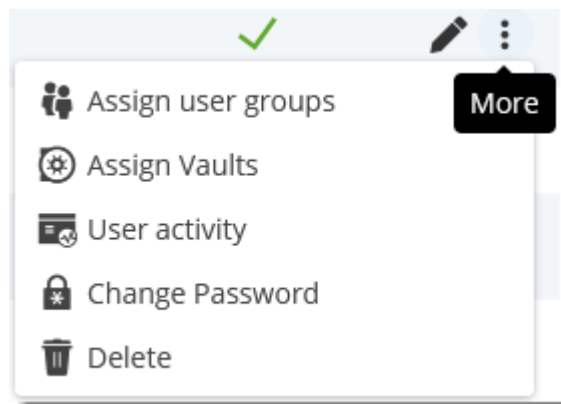 Assign user groups
More
Assign Vaults
User activity
Change Password
Delete